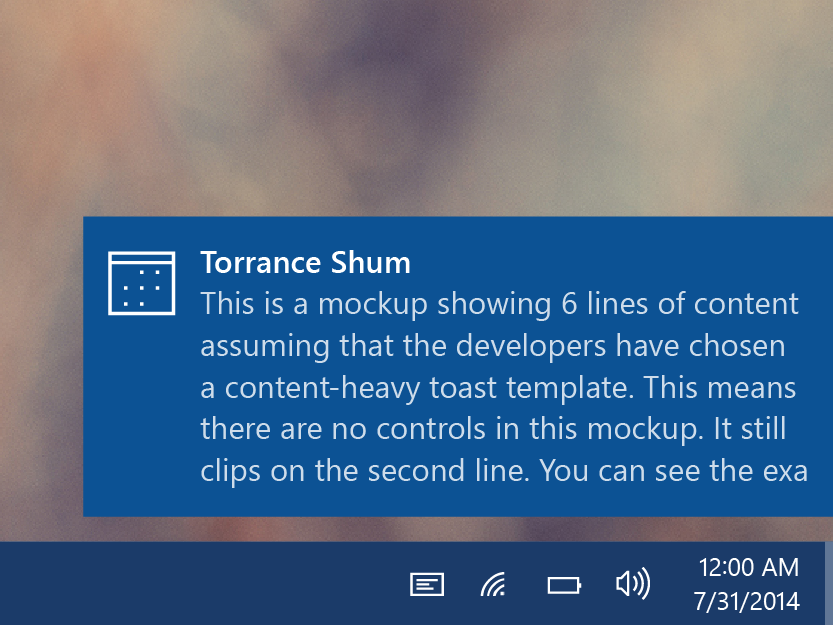 Torrance Shum
This is a mockup showing 6 lines of content
assuming that the developers have chosen
a content-heavy toast template. This means
there are no controls in this mockup. It still
clips on the second line. You can see the exa
12:00 AM
7/31/2014